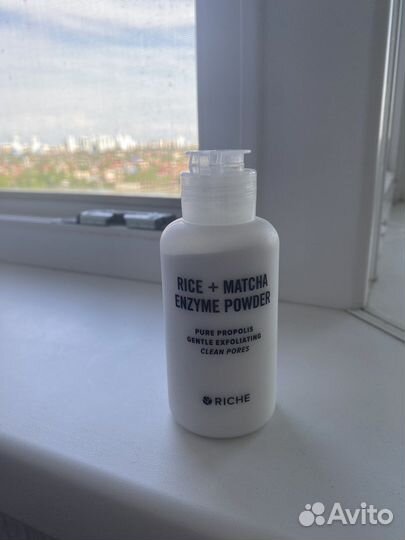 RICE + MATCHA
ENZYME POWDER
PURE PROPOLIS
GENTLE EXFOLIATING
CLEAN PORES
RICHE
Avito